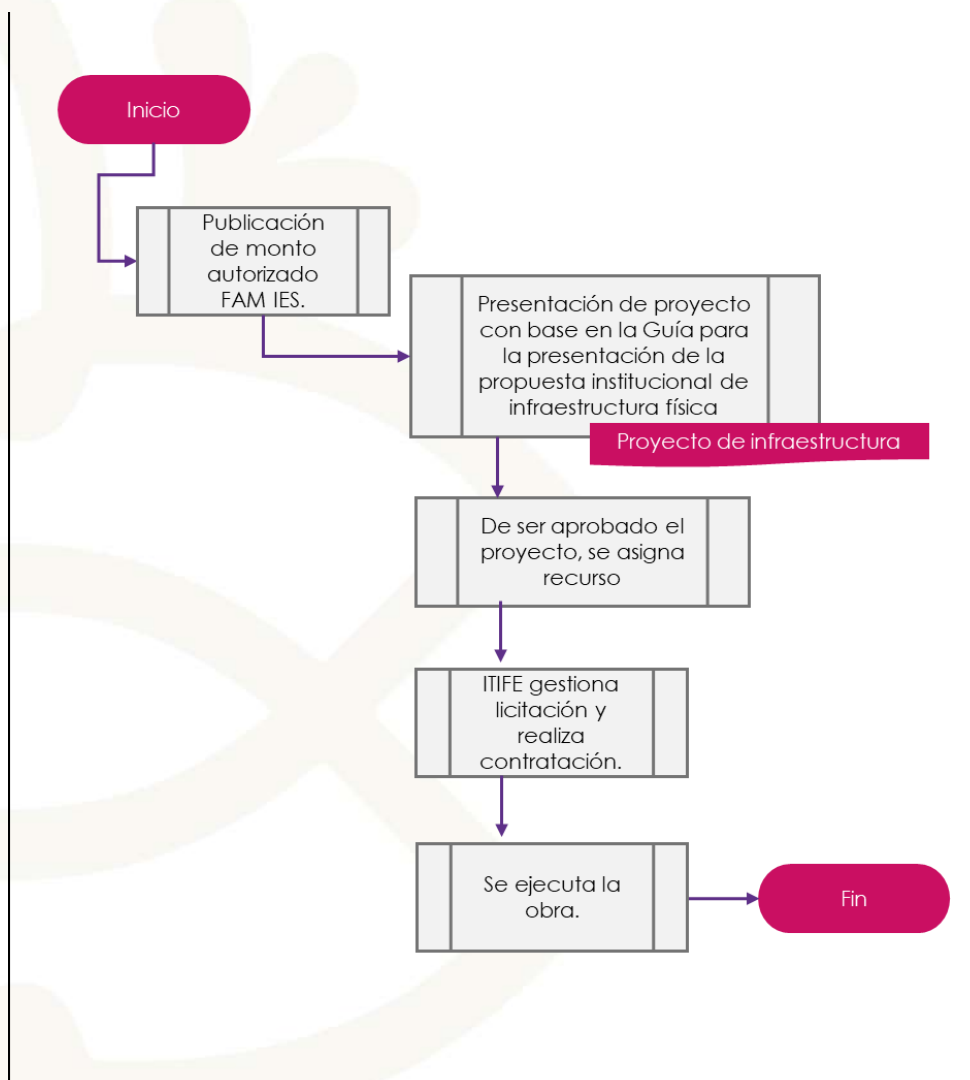 Inicio
Publicación
de monto
autorizado
FAM IES.
Presentación de proyecto
con base en la Guía para
la presentación de la
propuesta institucional de
infraestructura física
Proyecto de infraestructura
De ser aprobado el
proyecto, se asigna
recurso
ITIFE gestiona
licitación y
realiza
contratación.
Se ejecuta la
obra.
Fin